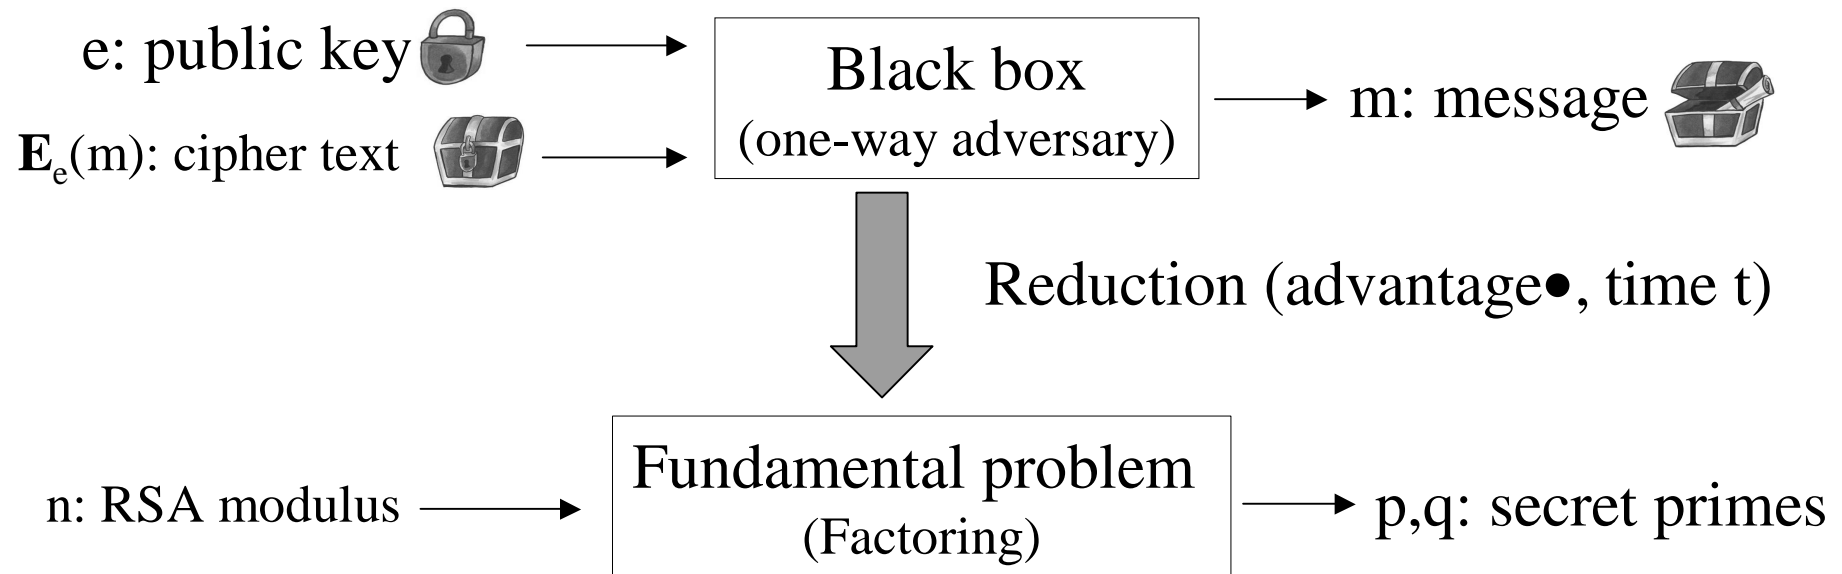 e: public key
Black box
(one-way adversary)
m: message
Eₑ(m): cipher text
Reduction (advantage●, time t)
Fundamental problem
(Factoring)
n: RSA modulus
p,q: secret primes